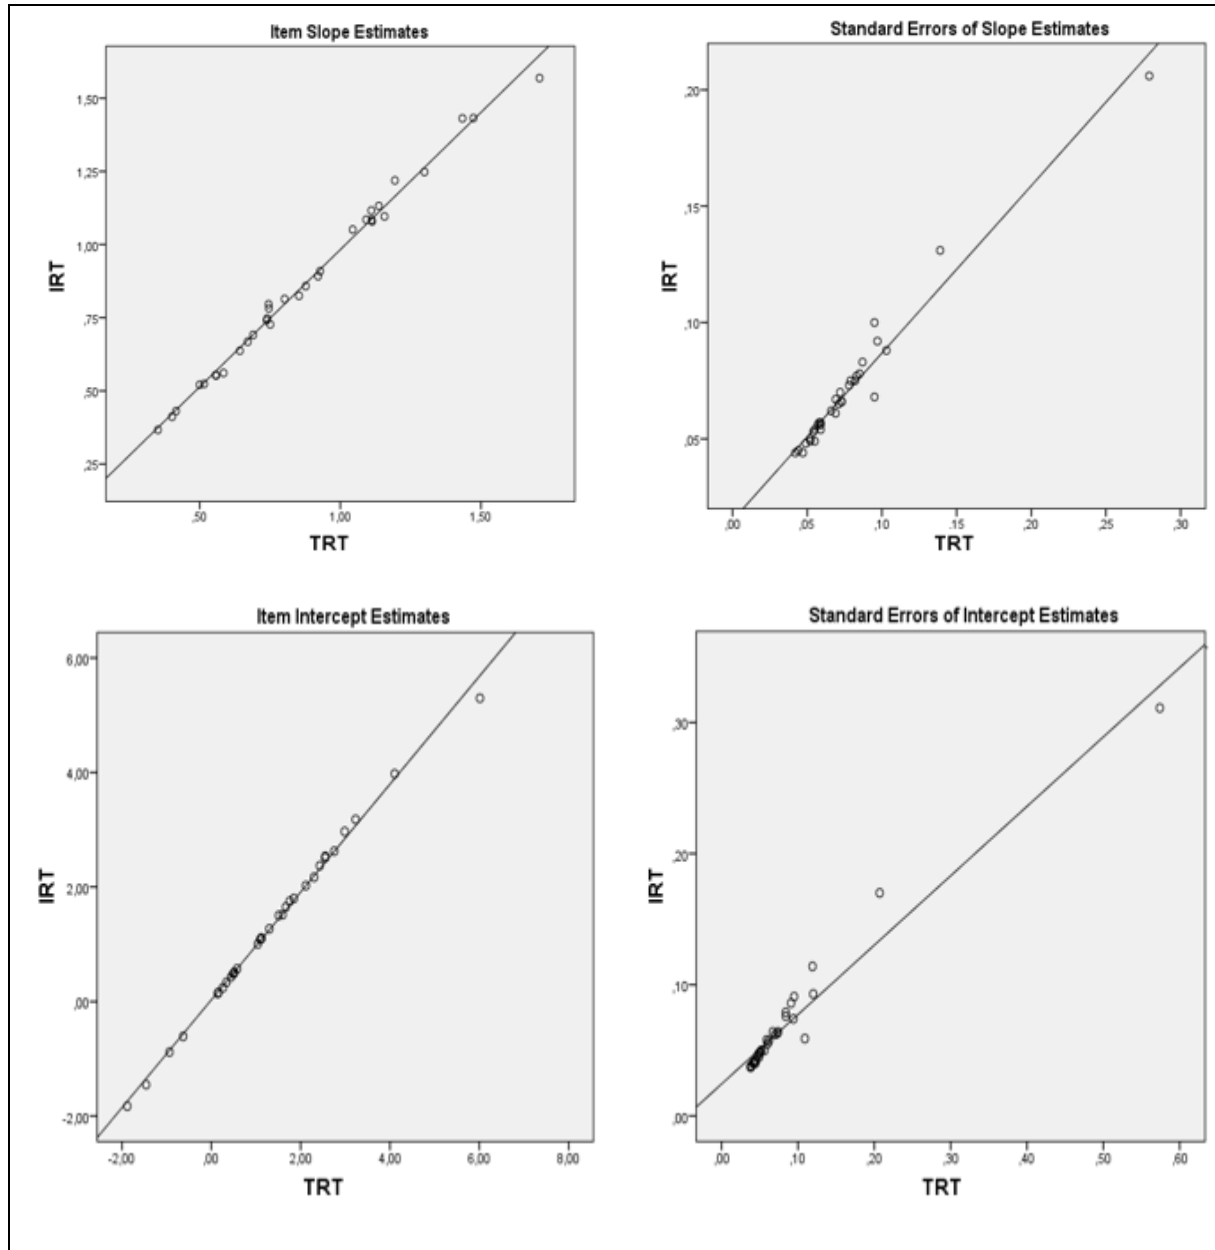 Item Slope Estimates
1,50
1,25
1,00
,75
,50
,25
IRT
,50 1,00 1,50
TRT
Standard Errors of Slope Estimates
,20
,15
,10
,05
IRT
,00 ,05 ,10 ,15 ,20 ,25 ,30
TRT
Item Intercept Estimates
6,00
4,00
2,00
,00
-2,00
IRT
-2,00 ,00 2,00 4,00 6,00 8,00
TRT
Standard Errors of Intercept Estimates
,30
,20
,10
,00
IRT
,00 ,10 ,20 ,30 ,40 ,50 ,60
TRT